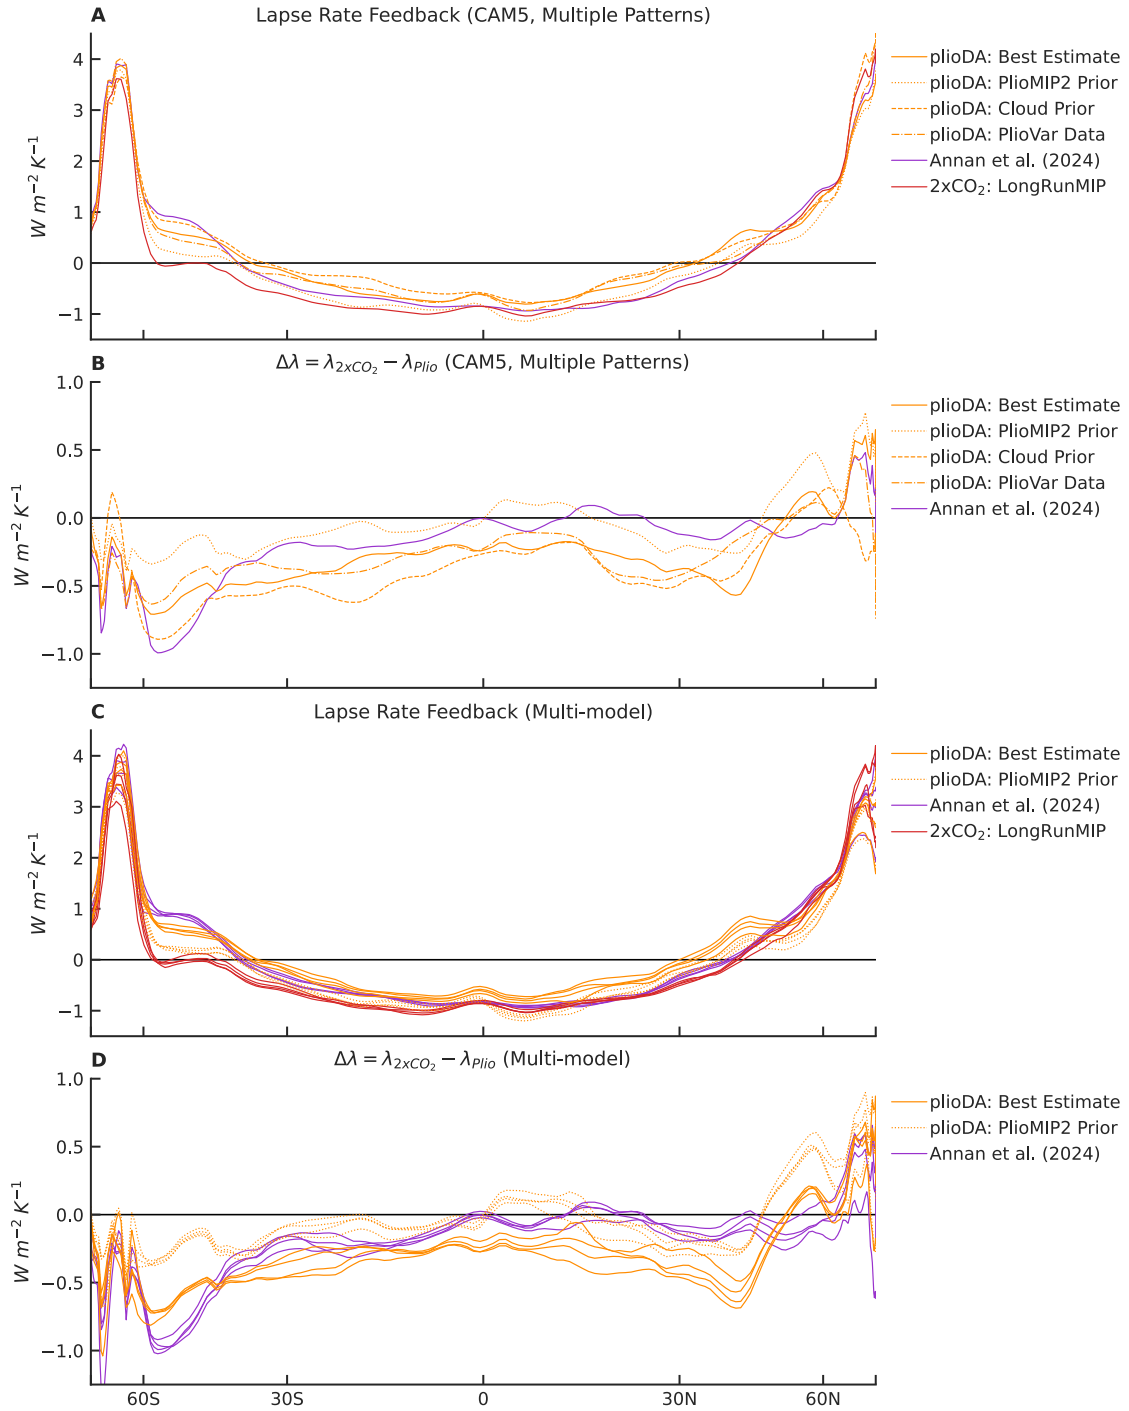 A
Lapse Rate Feedback (CAM5, Multiple Patterns)
4
3
2
1
0
−1
W m⁻² K⁻¹
plioDA: Best Estimate
plioDA: PlioMIP2 Prior
plioDA: Cloud Prior
plioDA: PlioVar Data
Annan et al. (2024)
2xCO₂: LongRunMIP
B
Δλ = λ₂ₓCO₂ − λPlio (CAM5, Multiple Patterns)
1.0
0.5
0.0
−0.5
−1.0
W m⁻² K⁻¹
plioDA: Best Estimate
plioDA: PlioMIP2 Prior
plioDA: Cloud Prior
plioDA: PlioVar Data
Annan et al. (2024)
C
Lapse Rate Feedback (Multi-model)
4
3
2
1
0
−1
W m⁻² K⁻¹
plioDA: Best Estimate
plioDA: PlioMIP2 Prior
Annan et al. (2024)
2xCO₂: LongRunMIP
D
Δλ = λ₂ₓCO₂ − λPlio (Multi-model)
1.0
0.5
0.0
−0.5
−1.0
W m⁻² K⁻¹
plioDA: Best Estimate
plioDA: PlioMIP2 Prior
Annan et al. (2024)
60S 30S 0 30N 60N